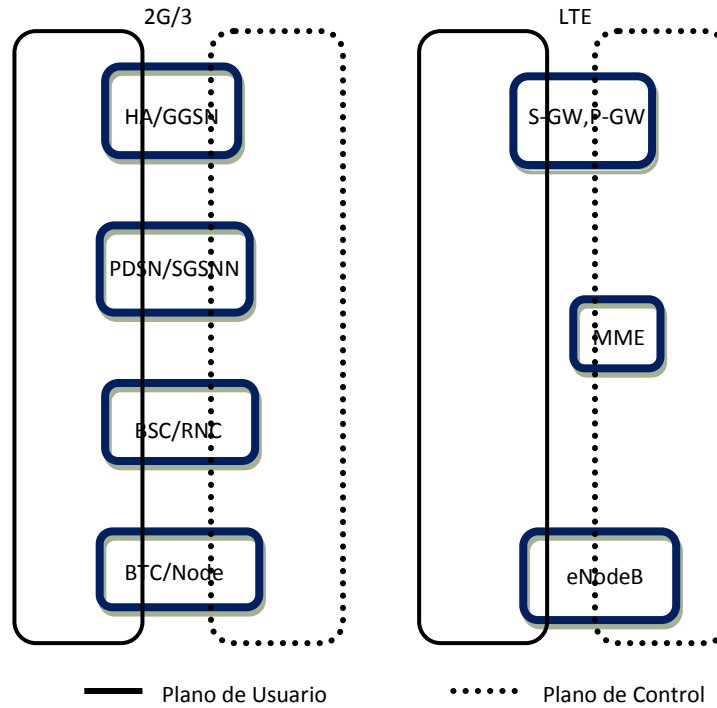 2G/3
LTE
HA/GGSN
S-GW,P-GW
PDSN/SGSNN
MME
BSC/RNC
BTC/Node
eNodeB
Plano de Usuario
Plano de Control